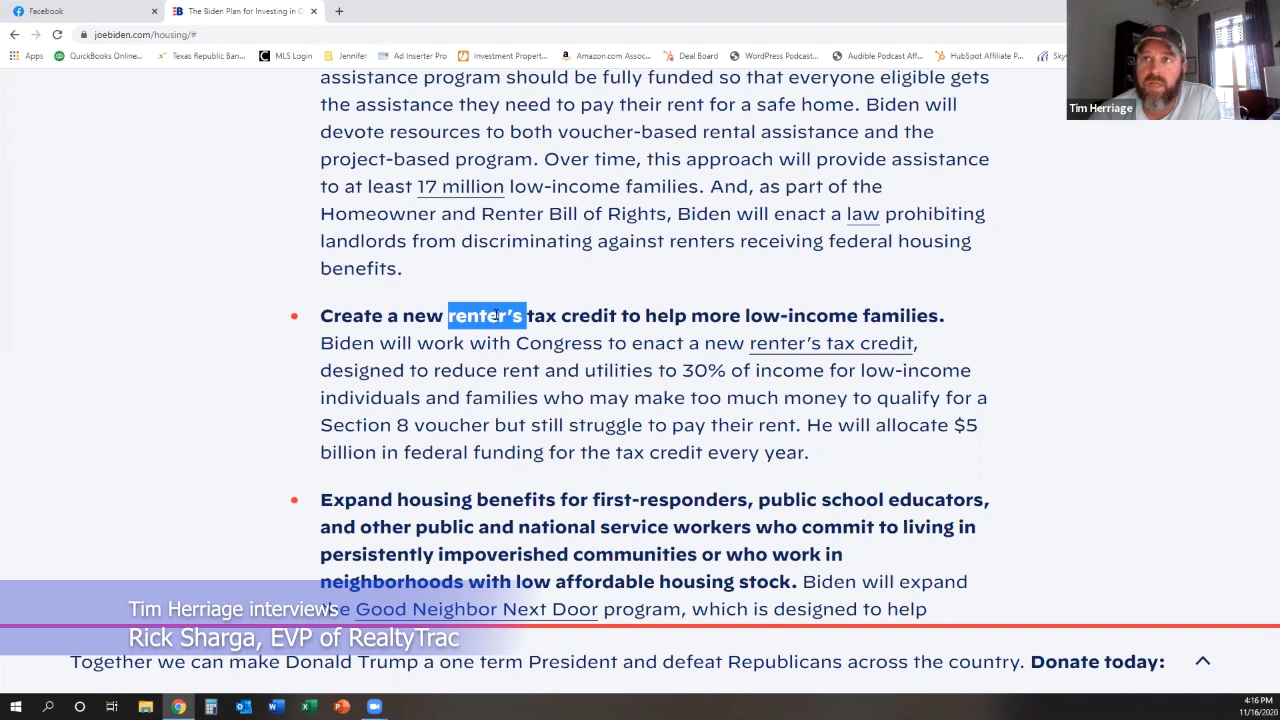 Facebook
The Biden Plan for Investing in O
joebiden.com/housing/#
Apps
QuickBooks Online...
Texas Republic Ban...
MLS Login
Jennifer
Ad Inserter Pro
Investment Propert...
Amazon.com Assoc...
Deal Board
WordPress Podcast...
Audible Podcast Aff...
HubSpot Affiliate P...
Sky
Tim Herriage
assistance program should be fully funded so that everyone eligible gets
the assistance they need to pay their rent for a safe home. Biden will
devote resources to both voucher-based rental assistance and the
project-based program. Over time, this approach will provide assistance
to at least 17 million low-income families. And, as part of the
Homeowner and Renter Bill of Rights, Biden will enact a law prohibiting
landlords from discriminating against renters receiving federal housing
benefits.
Create a new renter's tax credit to help more low-income families.
Biden will work with Congress to enact a new renter's tax credit,
designed to reduce rent and utilities to 30% of income for low-income
individuals and families who may make too much money to qualify for a
Section 8 voucher but still struggle to pay their rent. He will allocate $5
billion in federal funding for the tax credit every year.
Expand housing benefits for first-responders, public school educators,
and other public and national service workers who commit to living in
persistently impoverished communities or who work in
neighborhoods with low affordable housing stock. Biden will expand
the Good Neighbor Next Door program, which is designed to help
Tim Herriage interviews
Rick Sharga, EVP of RealtyTrac
Together we can make Donald Trump a one term President and defeat Republicans across the country. Donate today:
4:16 PM
11/16/2020